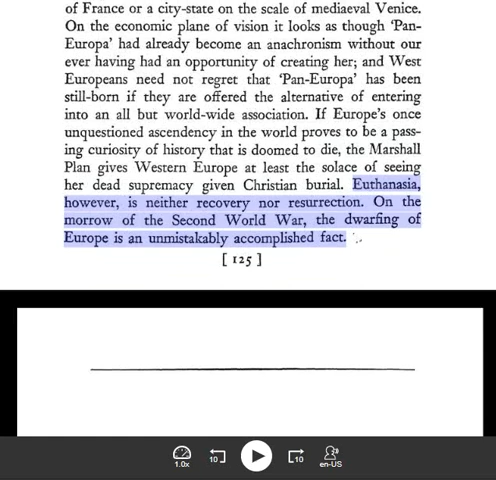 of France or a city-state on the scale of mediaeval Venice.
On the economic plane of vision it looks as though ‘Pan-
Europa’ had already become an anachronism without our
ever having had an opportunity of creating her; and West
Europeans need not regret that ‘Pan-Europa’ has been
still-born if they are offered the alternative of entering
into an all but world-wide association. If Europe's once
unquestioned ascendency in the world proves to be a pass-
ing curiosity of history that is doomed to die, the Marshall
Plan gives Western Europe at least the solace of seeing
her dead supremacy given Christian burial. Euthanasia,
however, is neither recovery nor resurrection. On the
morrow of the Second World War, the dwarfing of
Europe is an unmistakably accomplished fact.
[ 125 ]
1.0x 10 10 en-US